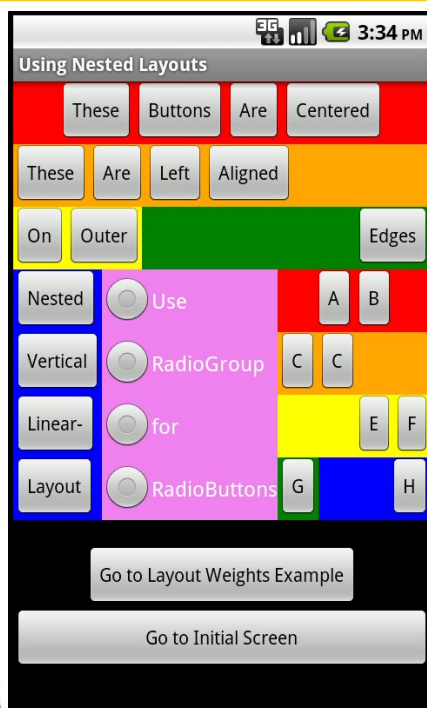 3G 3:34 PM
Using Nested Layouts
These Buttons Are Centered
These Are Left Aligned
On Outer Edges
Nested Use A B
Vertical RadioGroup C C
Linear- for E F
Layout RadioButtons G H
Go to Layout Weights Example
Go to Initial Screen